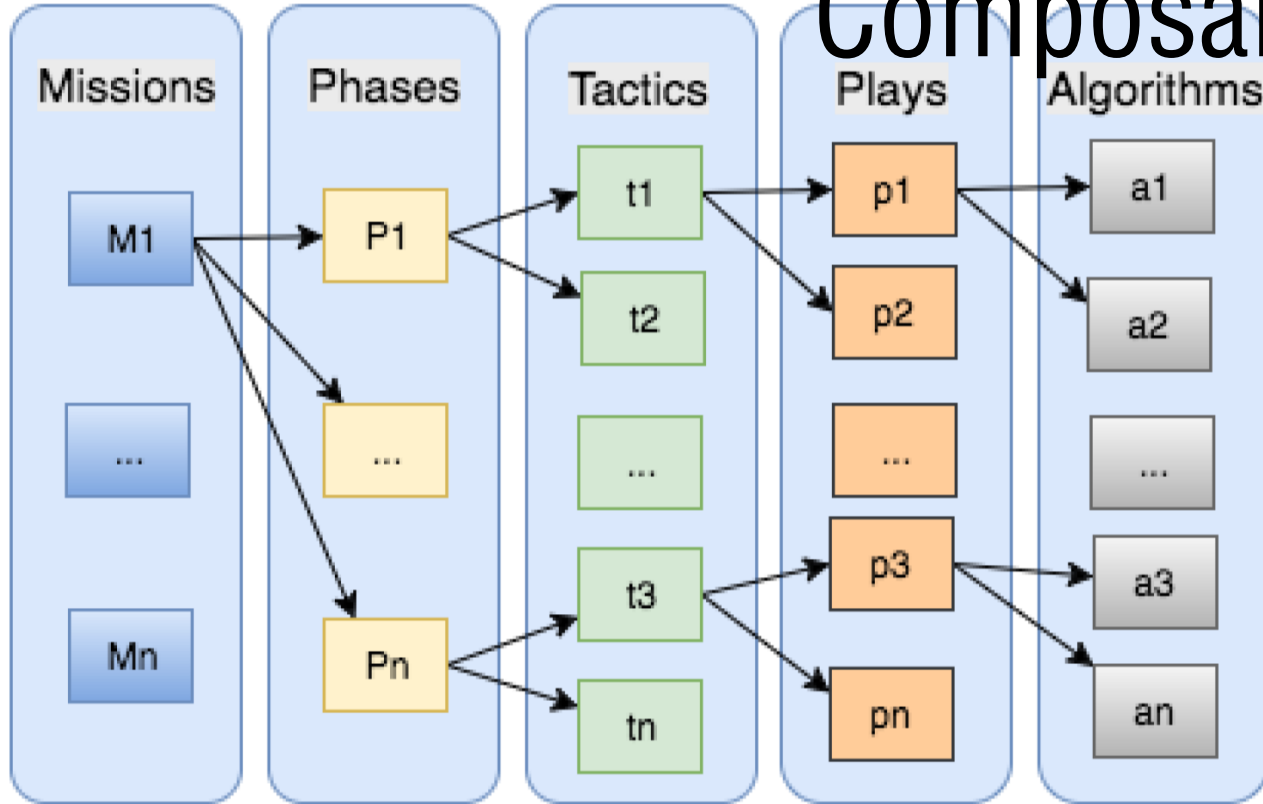 Composa
Missions
Phases
Tactics
Plays
Algorithms
M1
...
Mn
P1
...
Pn
t1
t2
...
t3
tn
p1
p2
...
p3
pn
a1
a2
...
a3
an